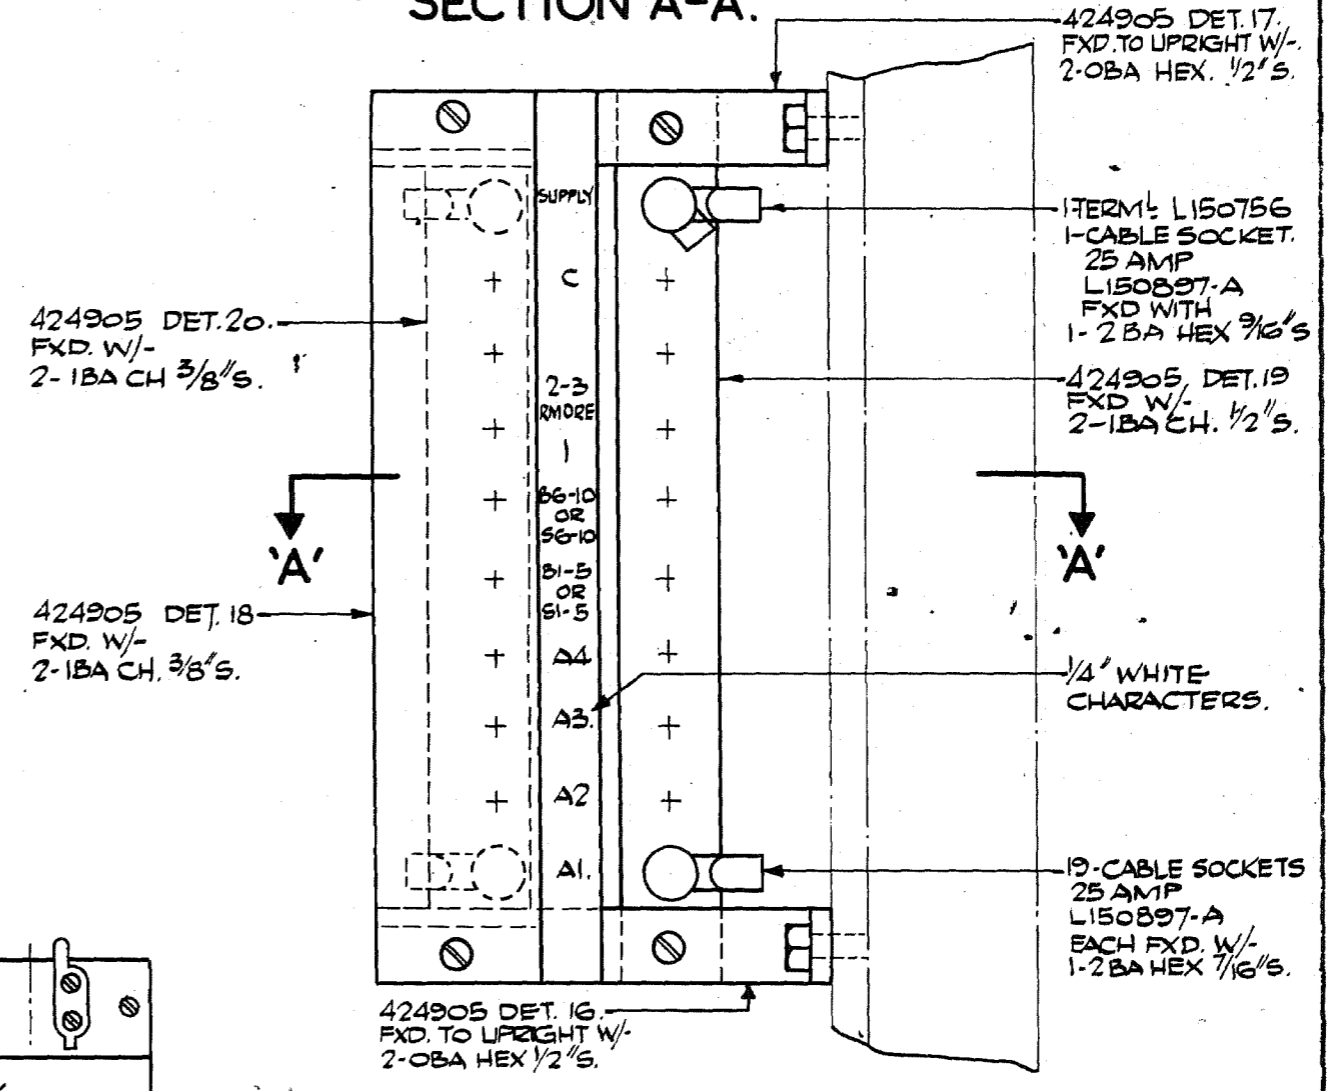 SECTION A-A.
424905 DET. 17.
FXD. TO UPRIGHT W/-
2-OBA HEX. 1/2"S.
1-TERML L150756
1-CABLE SOCKET.
25 AMP
L150897-A
FXD WITH
1-2BA HEX 9/16"S
424905 DET. 19
FXD W/-
2-1BA CH. 1/2"S.
1/4" WHITE
CHARACTERS.
19-CABLE SOCKETS
25 AMP
L150897-A
EACH FXD. W/-
1-2BA HEX 7/16"S.
424905 DET. 20.
FXD. W/-
2-1BA CH 3/8"S.
'A'
'A'
424905 DET. 18
FXD. W/-
2-1BA CH. 3/8"S.
SUPPLY
C
2-3
RMORE
1
B6-10
OR
S6-10
B1-5
OR
S1-5
A4
A3.
A2
A1.
424905 DET. 16.
FXD. TO UPRIGHT W/-
2-OBA HEX 1/2"S.